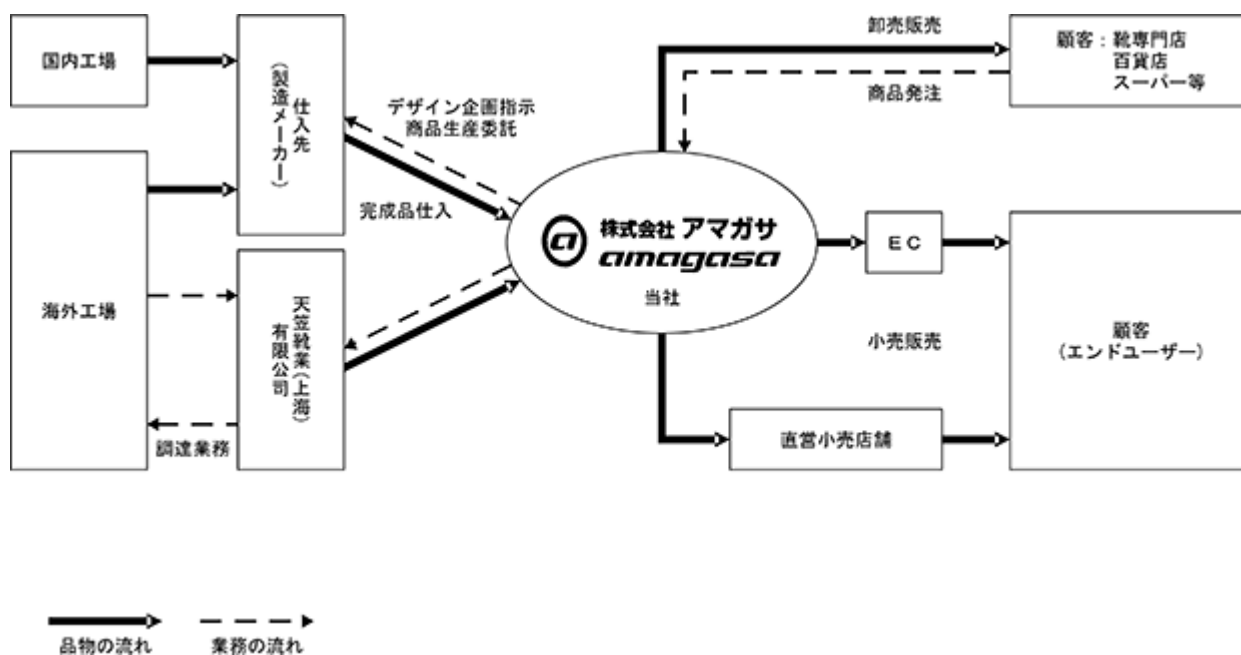 国内工場
仕入先
(製造メーカー)
デザイン企画指示
商品生産委託
完成品仕入
海外工場
天笠靴業(上海)
有限公司
調達業務
a 株式会社 アマガサ
amagasa
当社
卸売販売
商品発注
顧客：靴専門店
百貨店
スーパー等
ＥＣ
小売販売
直営小売店舗
顧客
(エンドユーザー)
品物の流れ
業務の流れ